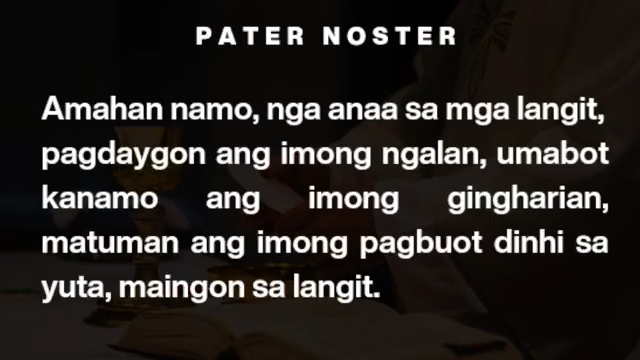 PATER NOSTER
Amahan namo, nga anaa sa mga langit,
pagdaygon ang imong ngalan, umabot
kanamo ang imong gingharian,
matuman ang imong pagbuot dinhi sa
yuta, maingon sa langit.